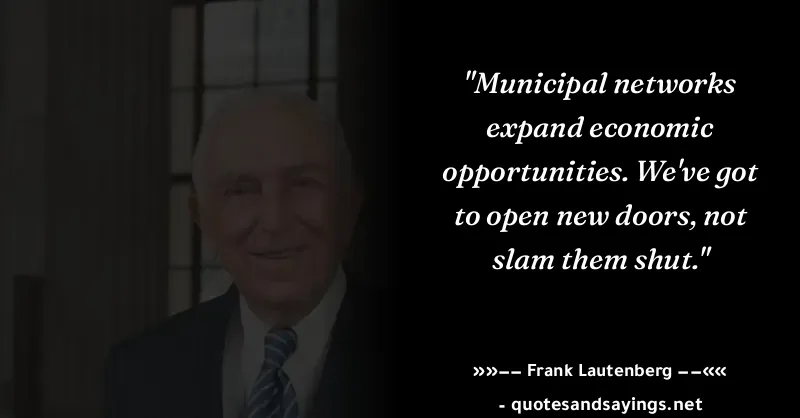 "Municipal networks
expand economic
opportunities. We've got
to open new doors, not
slam them shut."
»»−− Frank Lautenberg −−««
- quotesandsayings.net